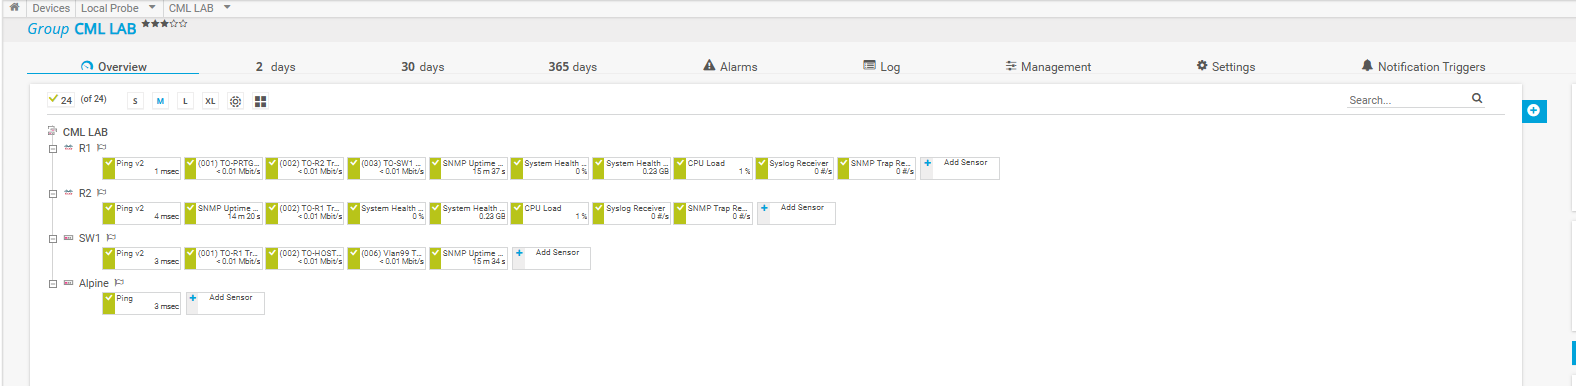 Devices Local Probe CML LAB
Group CML LAB
Overview 2 days 30 days 365 days Alarms Log Management Settings Notification Triggers
24 (of 24) S M L XL Search...
CML LAB
R1
Ping v2 (001) TO-PRTG... (002) TO-R2 Tr... (003) TO-SW1 ... SNMP Uptime ... System Health ... System Health ... CPU Load Syslog Receiver SNMP Trap Re... + Add Sensor
1 msec < 0.01 Mbit/s < 0.01 Mbit/s < 0.01 Mbit/s 15 m 37 s 0 % 0.23 GB 1 % 0 #/s 0 #/s
R2
Ping v2 SNMP Uptime ... (002) TO-R1 Tr... System Health ... System Health ... CPU Load Syslog Receiver SNMP Trap Re... + Add Sensor
4 msec 14 m 20 s < 0.01 Mbit/s 0 % 0.23 GB 1 % 0 #/s 0 #/s
SW1
Ping v2 (001) TO-R1 Tr... (002) TO-HOST... (006) Vlan99 T... SNMP Uptime ... + Add Sensor
3 msec < 0.01 Mbit/s < 0.01 Mbit/s < 0.01 Mbit/s 15 m 34 s
Alpine
Ping + Add Sensor
3 msec